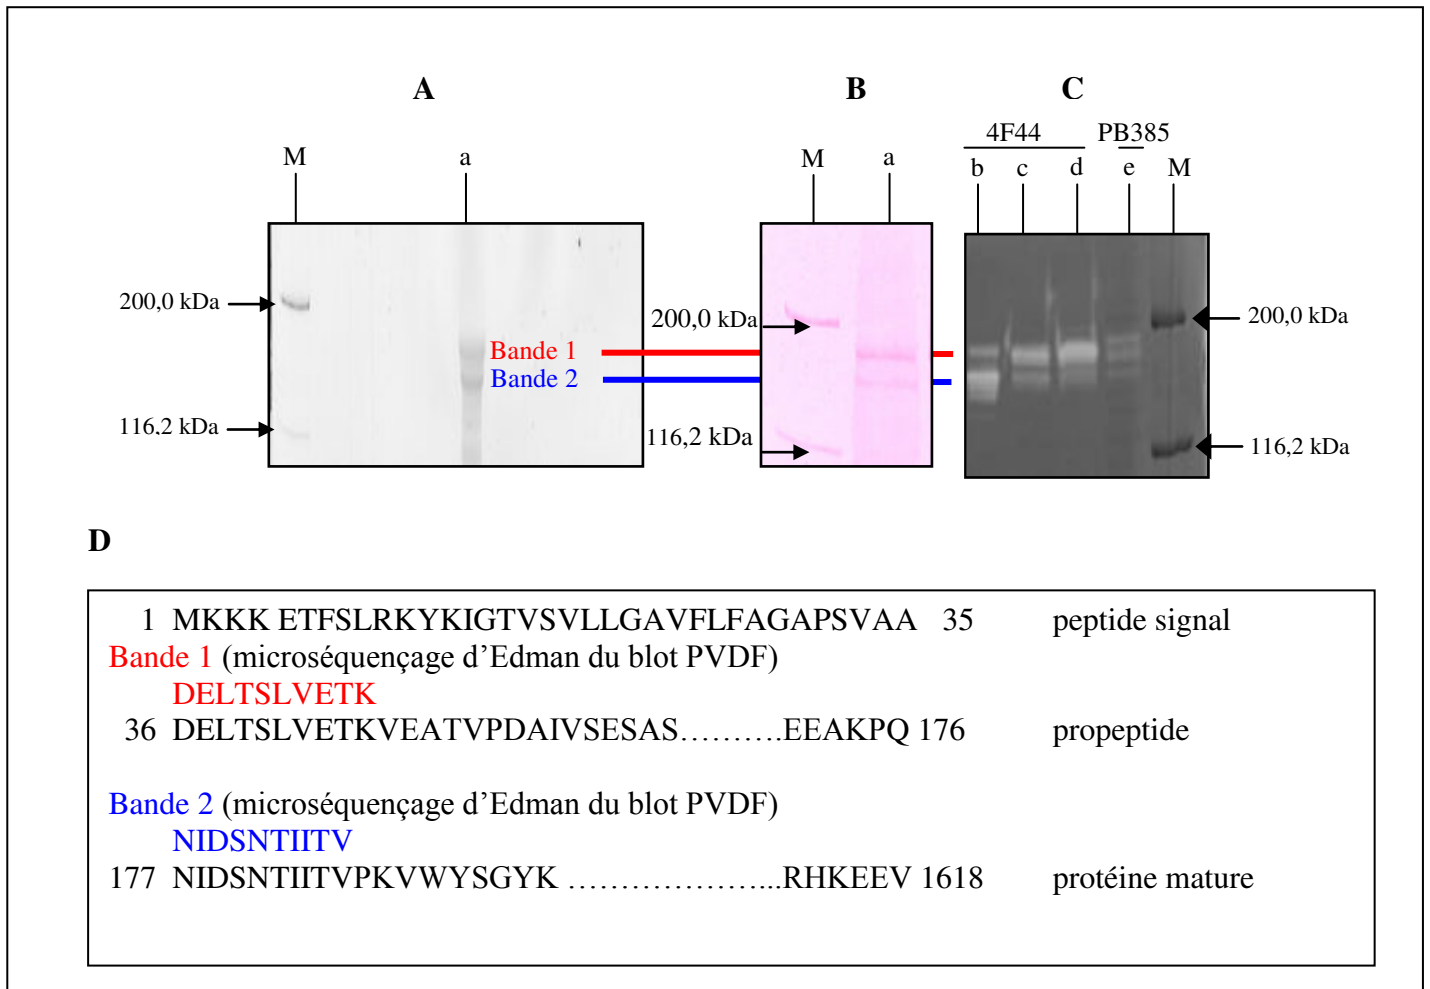 A B C
4F44 PB385
M a M a b c d e M
200,0 kDa 200,0 kDa 200,0 kDa
Bande 1
Bande 2
116,2 kDa 116,2 kDa 116,2 kDa
D
1 MKKK ETFSLRKYKIGTVSVLLGAVFLFAGAPSVAA 35 peptide signal
Bande 1 (microséquençage d’Edman du blot PVDF)
DELTSLVETK
36 DELTSLVETKVEATVPDAIVSESAS……….EEAKPQ 176 propeptide
Bande 2 (microséquençage d’Edman du blot PVDF)
NIDSNTIITV
177 NIDSNTIITVPKVWYSGYK …………………...RHKEEV 1618 protéine mature